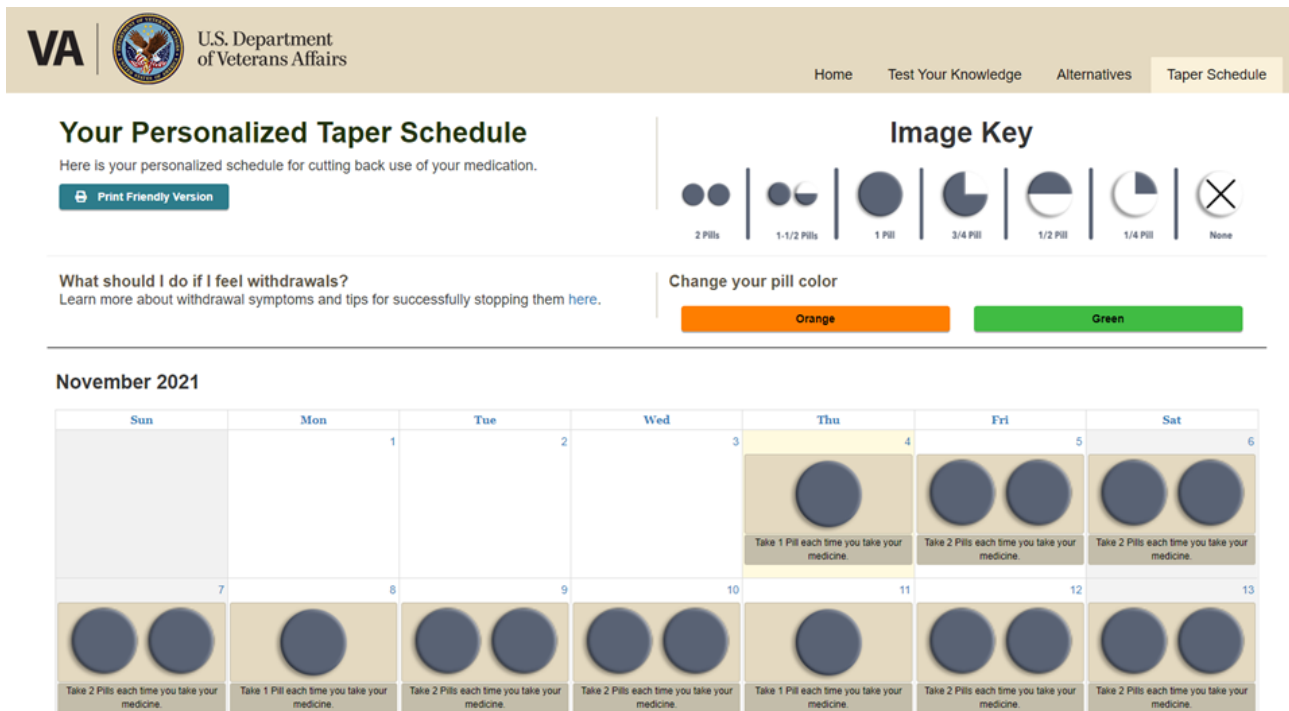 VA
U.S. Department
of Veterans Affairs
Home Test Your Knowledge Alternatives Taper Schedule
Your Personalized Taper Schedule
Here is your personalized schedule for cutting back use of your medication.
Print Friendly Version
Image Key
2 Pills 1-1/2 Pills 1 Pill 3/4 Pill 1/2 Pill 1/4 Pill None
What should I do if I feel withdrawals?
Learn more about withdrawal symptoms and tips for successfully stopping them here.
Change your pill color
Orange Green
November 2021
Sun Mon Tue Wed Thu Fri Sat
1 2 3 4 5 6
Take 1 Pill each time you take your
medicine.
Take 2 Pills each time you take your
medicine.
Take 2 Pills each time you take your
medicine.
7 8 9 10 11 12 13
Take 2 Pills each time you take your
medicine.
Take 1 Pill each time you take your
medicine.
Take 2 Pills each time you take your
medicine.
Take 2 Pills each time you take your
medicine.
Take 1 Pill each time you take your
medicine.
Take 2 Pills each time you take your
medicine.
Take 2 Pills each time you take your
medicine.